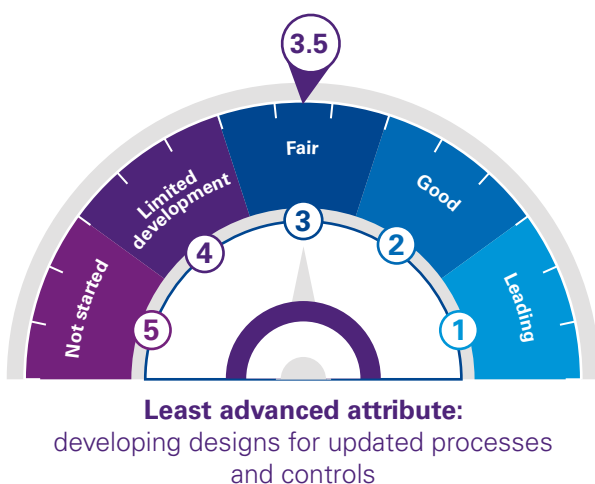 3.5
Fair
Limited
development
Good
Not started
Leading
3
4
2
5
1
Least advanced attribute:
developing designs for updated processes
and controls